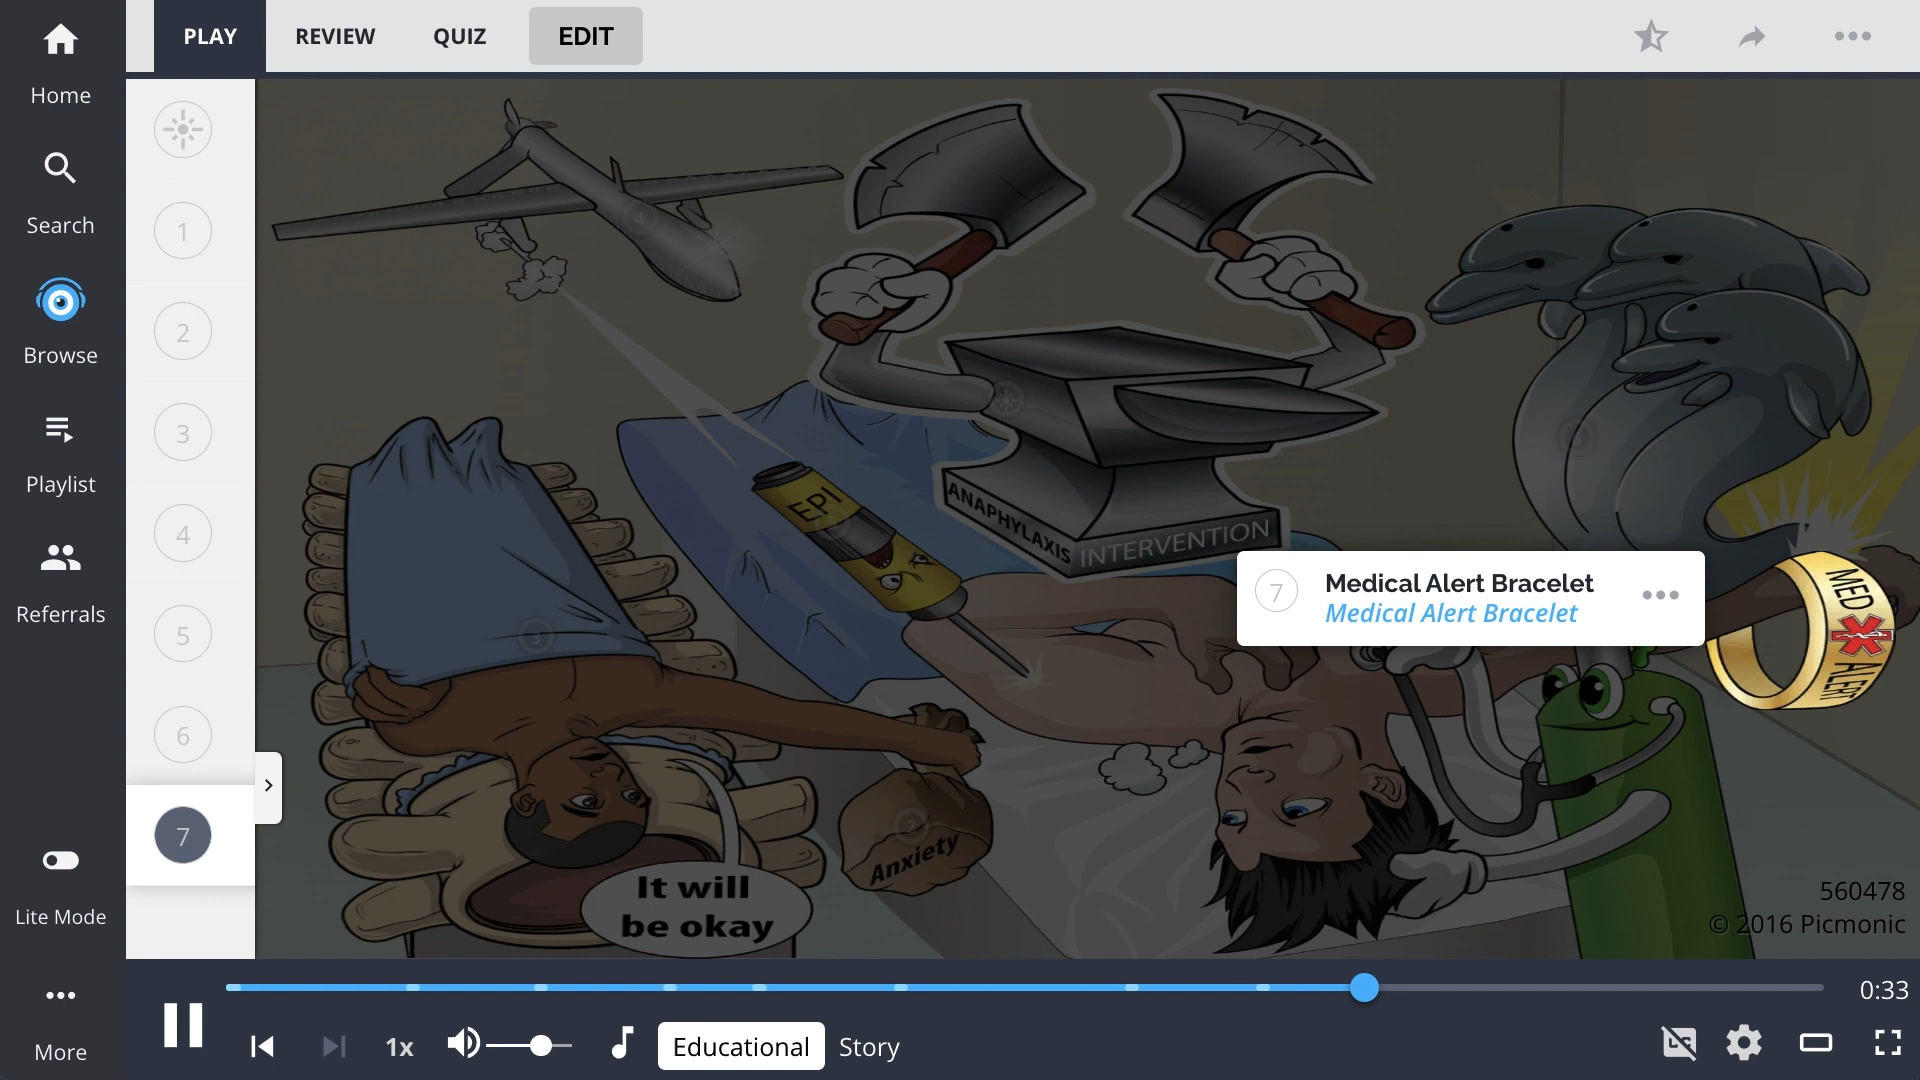 PLAY REVIEW QUIZ EDIT
Home
Search
Browse
Playlist
Referrals
Lite Mode
More
1
2
3
4
5
6
7
4
EPI
ANAPHYLAXIS INTERVENTION
7
Medical Alert Bracelet
Medical Alert Bracelet
MED
ALERT
3
Anxiety
It will
be okay
560478
© 2016 Picmonic
0:33
1x
Educational
Story